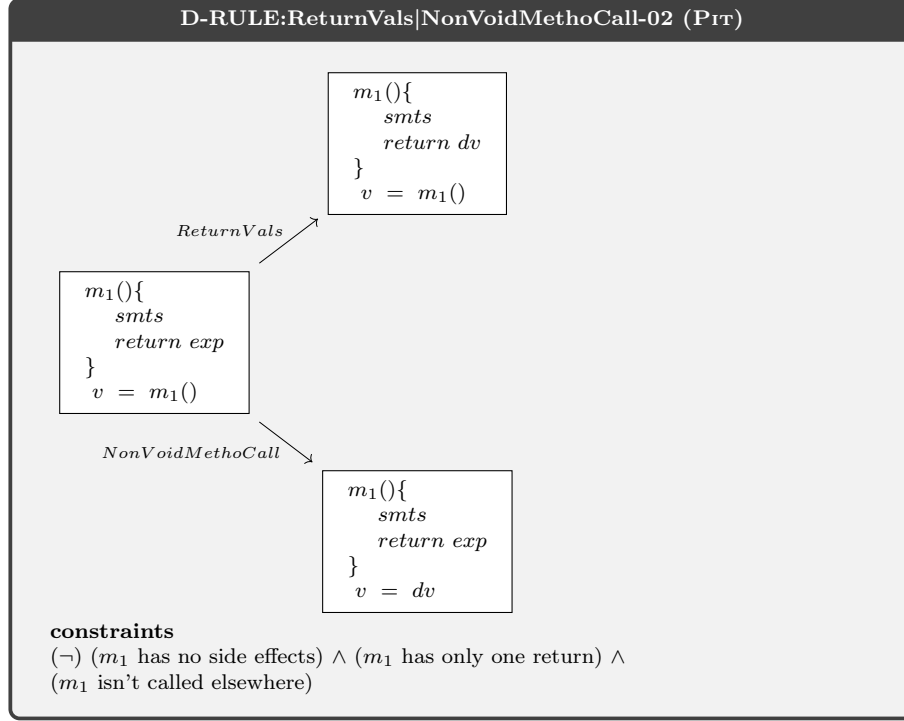 D-RULE:ReturnVals|NonVoidMethoCall-02 (PIT)
m₁(){
smts
return dv
}
v = m₁()
ReturnVals
m₁(){
smts
return exp
}
v = m₁()
NonVoidMethoCall
m₁(){
smts
return exp
}
v = dv
constraints
(¬) (m₁ has no side effects) ∧ (m₁ has only one return) ∧
(m₁ isn't called elsewhere)